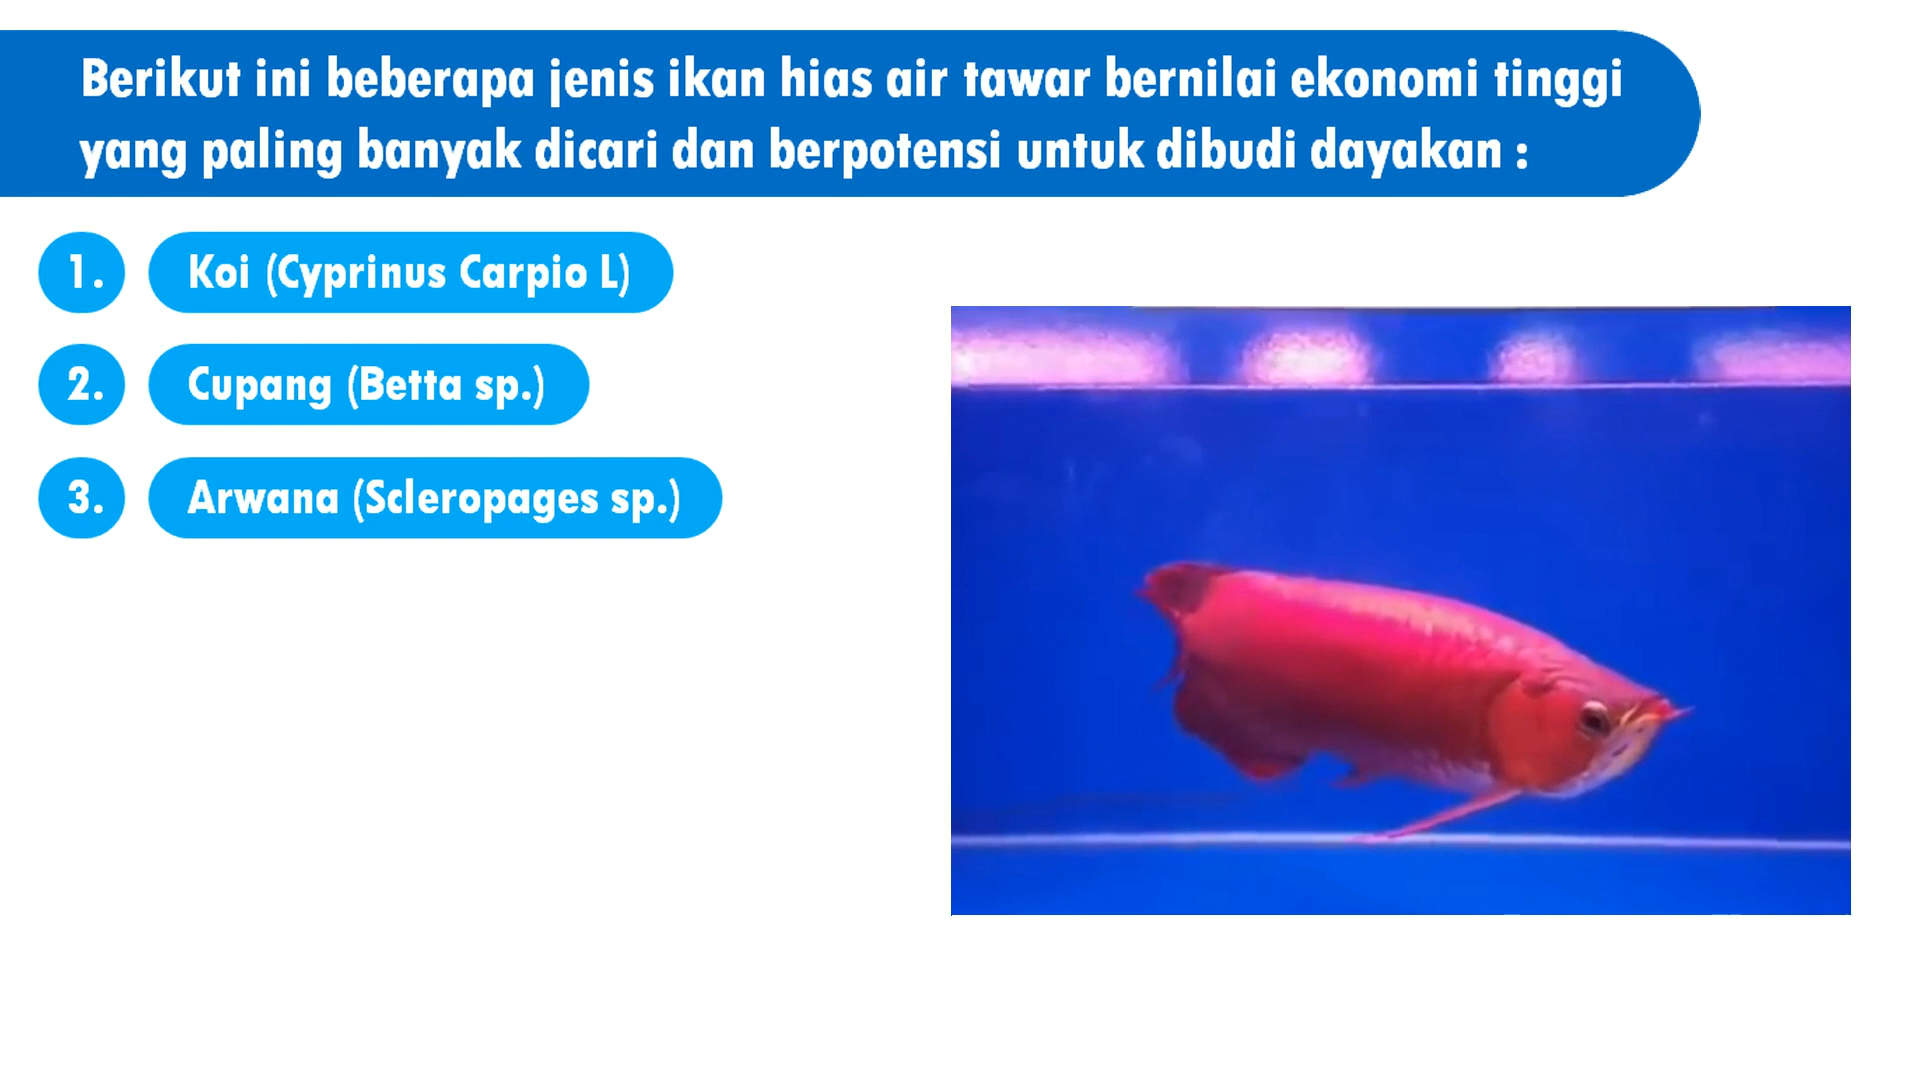 Berikut ini beberapa jenis ikan hias air tawar bernilai ekonomi tinggi
yang paling banyak dicari dan berpotensi untuk dibudi dayakan :
1. Koi (Cyprinus Carpio L)
2. Cupang (Betta sp.)
3. Arwana (Scleropages sp.)